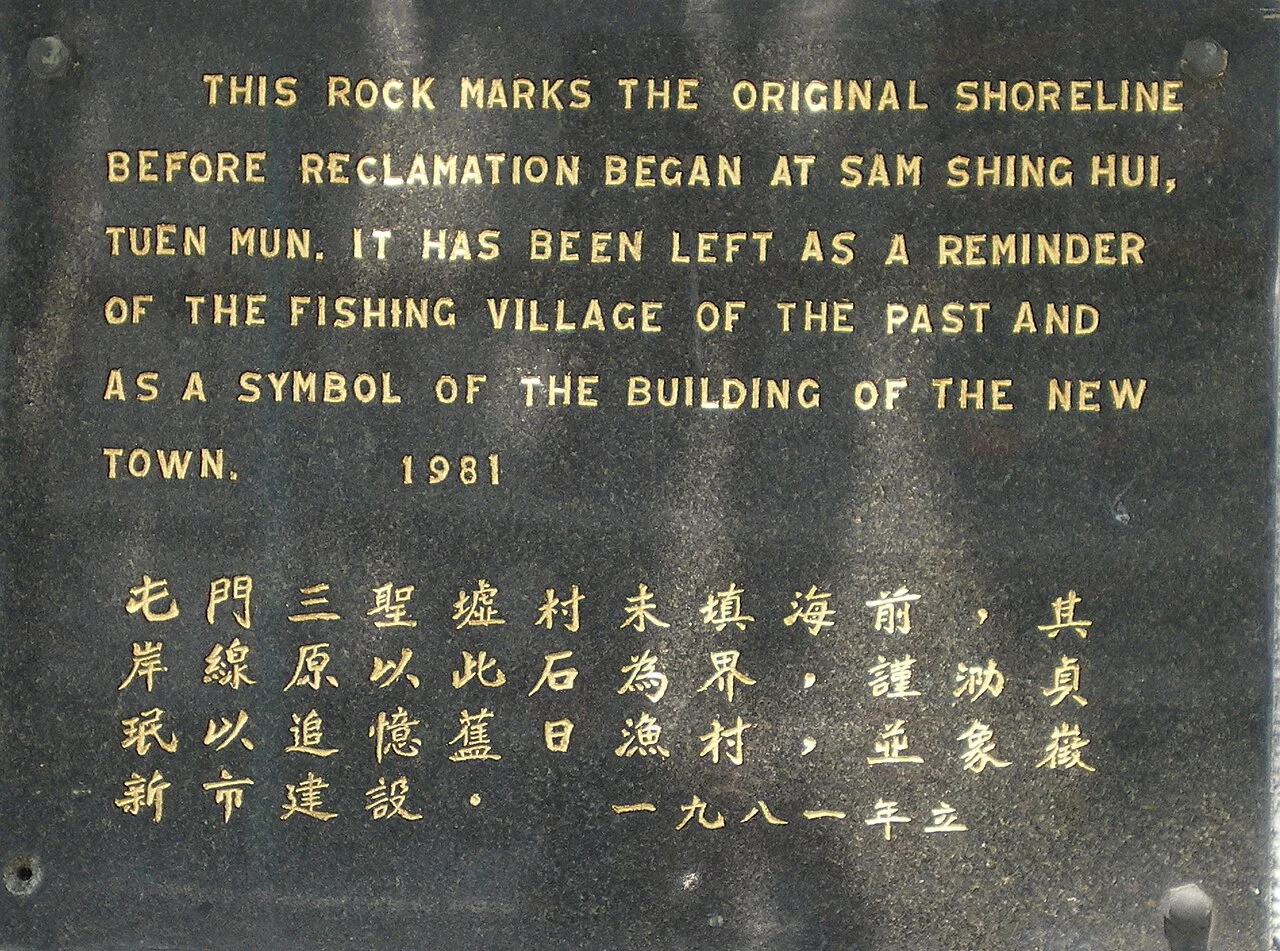 THIS ROCK MARKS THE ORIGINAL SHORELINE
BEFORE RECLAMATION BEGAN AT SAM SHING HUI,
TUEN MUN. IT HAS BEEN LEFT AS A REMINDER
OF THE FISHING VILLAGE OF THE PAST AND
AS A SYMBOL OF THE BUILDING OF THE NEW
TOWN. 1981
屯門三聖墟村未填海前，其
岸線原以此石為界，謹泐貞
珉以追憶舊日漁村，並象徵
新市建設。 一九八一年立